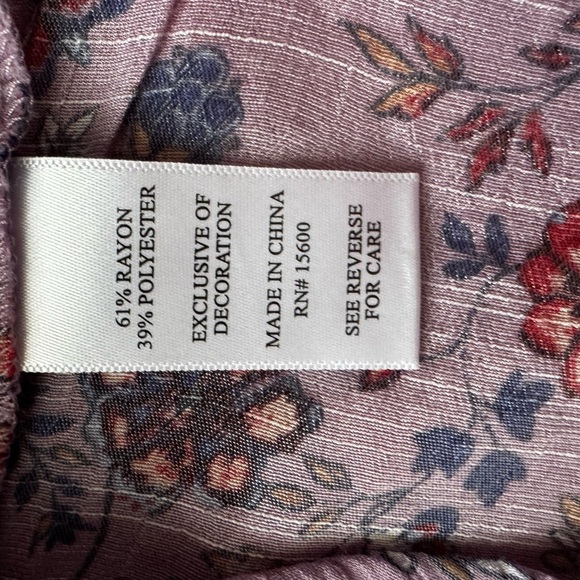 61% RAYON
39% POLYESTER
EXCLUSIVE OF
DECORATION
MADE IN CHINA
RN# 15600
SEE REVERSE
FOR CARE